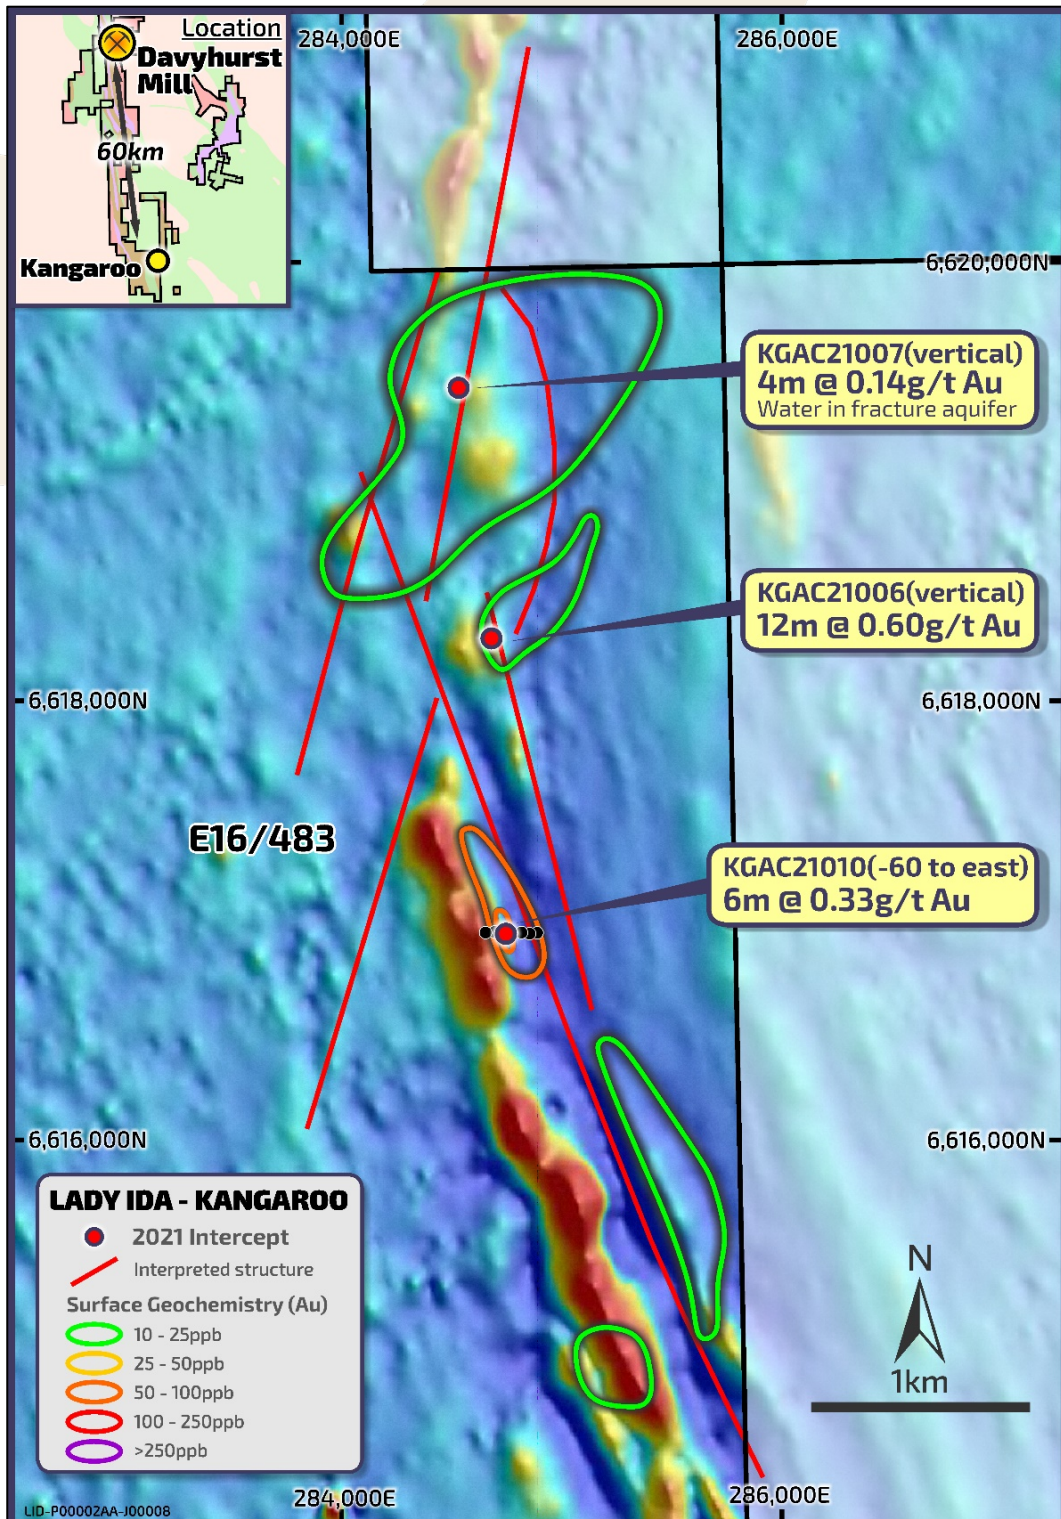 Location
Davyhurst
Mill
60km
Kangaroo
284,000E
286,000E
6,620,000N
KGAC21007(vertical)
4m @ 0.14g/t Au
Water in fracture aquifer
KGAC21006(vertical)
12m @ 0.60g/t Au
6,618,000N
6,618,000N
E16/483
KGAC21010(-60 to east)
6m @ 0.33g/t Au
6,616,000N
6,616,000N
LADY IDA - KANGAROO
2021 Intercept
Interpreted structure
Surface Geochemistry (Au)
10 - 25ppb
25 - 50ppb
50 - 100ppb
100 - 250ppb
>250ppb
N
1km
284,000E
286,000E
LID-P00002AA-J00008